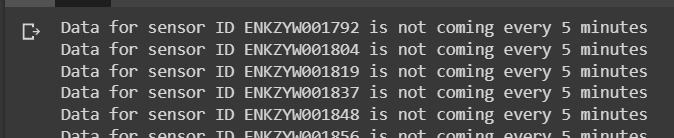 Data for sensor ID ENKZYW001792 is not coming every 5 minutes
Data for sensor ID ENKZYW001804 is not coming every 5 minutes
Data for sensor ID ENKZYW001819 is not coming every 5 minutes
Data for sensor ID ENKZYW001837 is not coming every 5 minutes
Data for sensor ID ENKZYW001848 is not coming every 5 minutes
Data for sensor ID ENKZYW001856 is not coming every 5 minutes